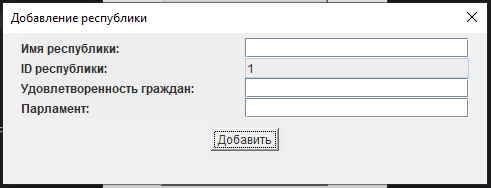 Добавление республики
Имя республики:
ID республики: 1
Удовлетворенность граждан:
Парламент:
Добавить